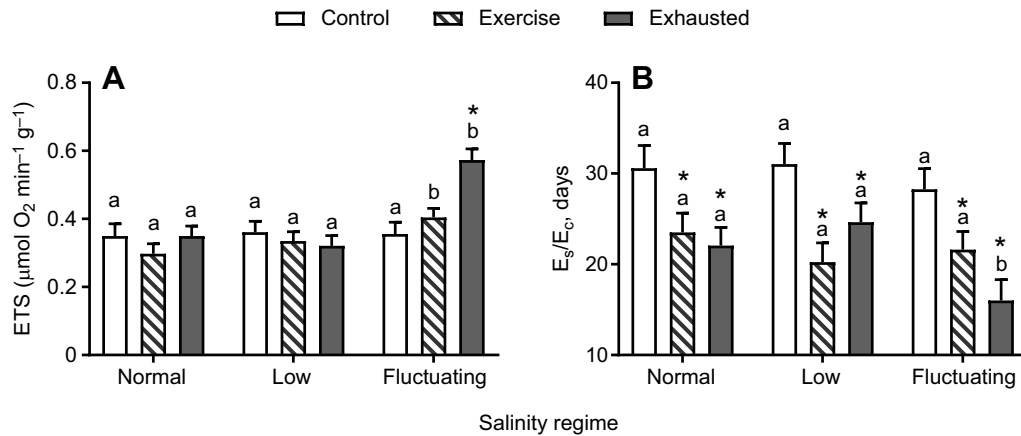 Control Exercise Exhausted
A
ETS (μmol O2 min–1 g–1)
0.8
0.6
0.4
0.2
0
a a a
a a a
a b * b
Normal Low Fluctuating
B
Es/Ec, days
40
30
20
10
a * a * a
a * a * a
a * a * b
Normal Low Fluctuating
Salinity regime